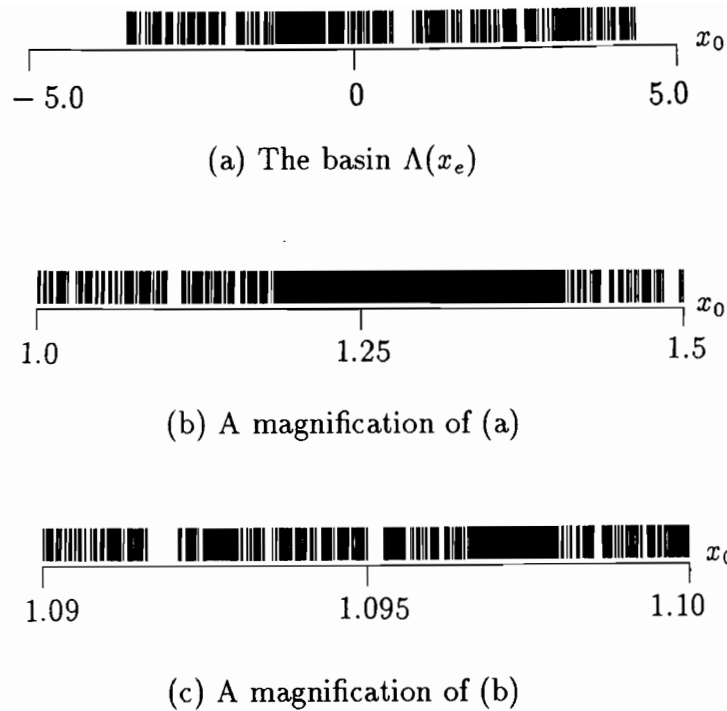 x₀
− 5.0 0 5.0
(a) The basin Λ(xₑ)
x₀
1.0 1.25 1.5
(b) A magnification of (a)
x₀
1.09 1.095 1.10
(c) A magnification of (b)